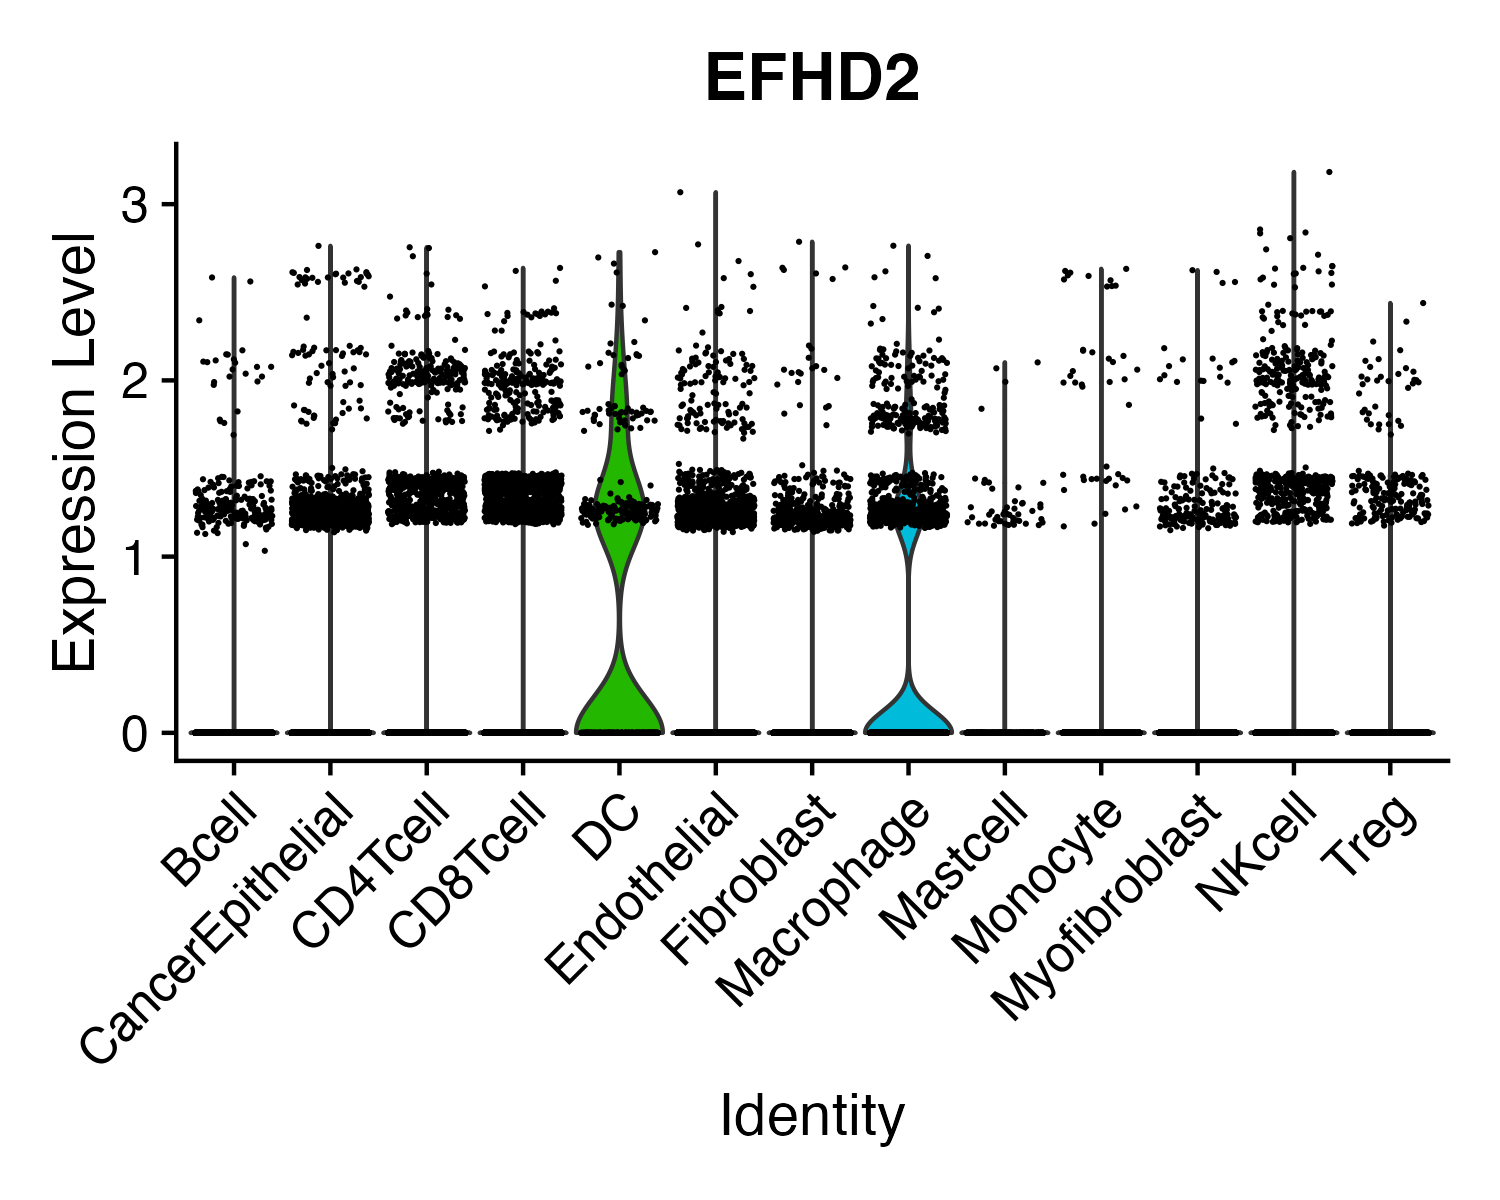 EFHD2
Expression Level
3
2
1
0
Bcell
CancerEpithelial
CD4Tcell
CD8Tcell
DC
Endothelial
Fibroblast
Macrophage
Mastcell
Monocyte
Myofibroblast
NKcell
Treg
Identity